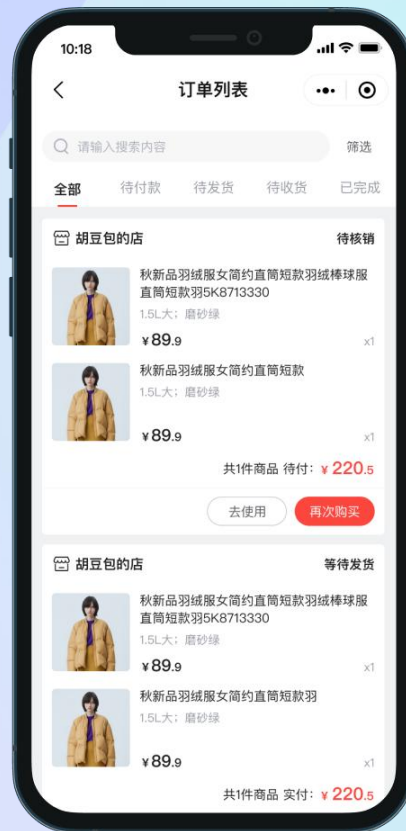 10:18
订单列表
请输入搜索内容
筛选
全部 待付款 待发货 待收货 已完成
胡豆包的店 待核销
秋新品羽绒服女简约直筒短款羽绒棒球服
直筒短款羽5K8713330
1.5L大；磨砂绿
¥89.9 x1
秋新品羽绒服女简约直筒短款
1.5L大；磨砂绿
¥89.9 x1
共1件商品 待付：¥220.5
去使用 再次购买
胡豆包的店 等待发货
秋新品羽绒服女简约直筒短款羽绒棒球服
直筒短款羽5K8713330
1.5L大；磨砂绿
¥89.9 x1
秋新品羽绒服女简约直筒短款羽
1.5L大；磨砂绿
¥89.9 x1
共1件商品 实付：¥220.5